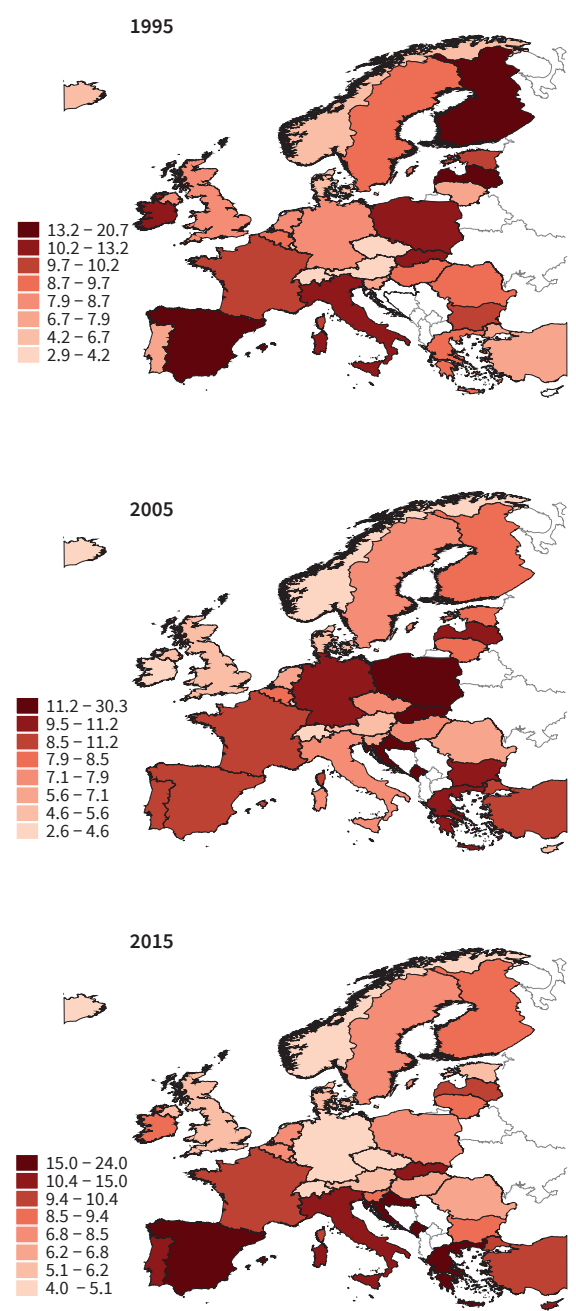 1995
13.2 – 20.7
10.2 – 13.2
9.7 – 10.2
8.7 – 9.7
7.9 – 8.7
6.7 – 7.9
4.2 – 6.7
2.9 – 4.2
2005
11.2 – 30.3
9.5 – 11.2
8.5 – 11.2
7.9 – 8.5
7.1 – 7.9
5.6 – 7.1
4.6 – 5.6
2.6 – 4.6
2015
15.0 – 24.0
10.4 – 15.0
9.4 – 10.4
8.5 – 9.4
6.8 – 8.5
6.2 – 6.8
5.1 – 6.2
4.0 – 5.1